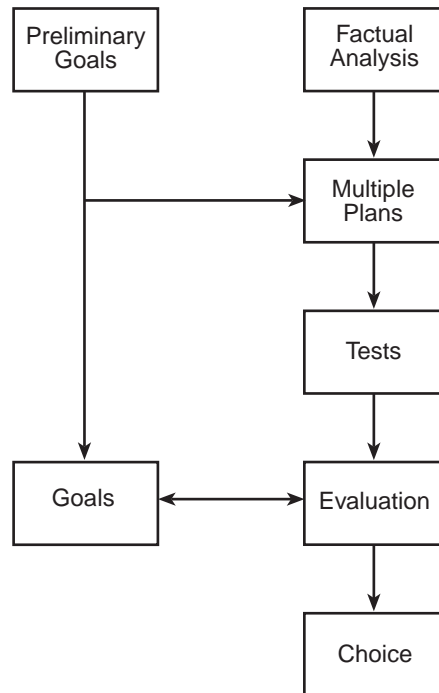 Preliminary
Goals
Factual
Analysis
Multiple
Plans
Tests
Goals
Evaluation
Choice